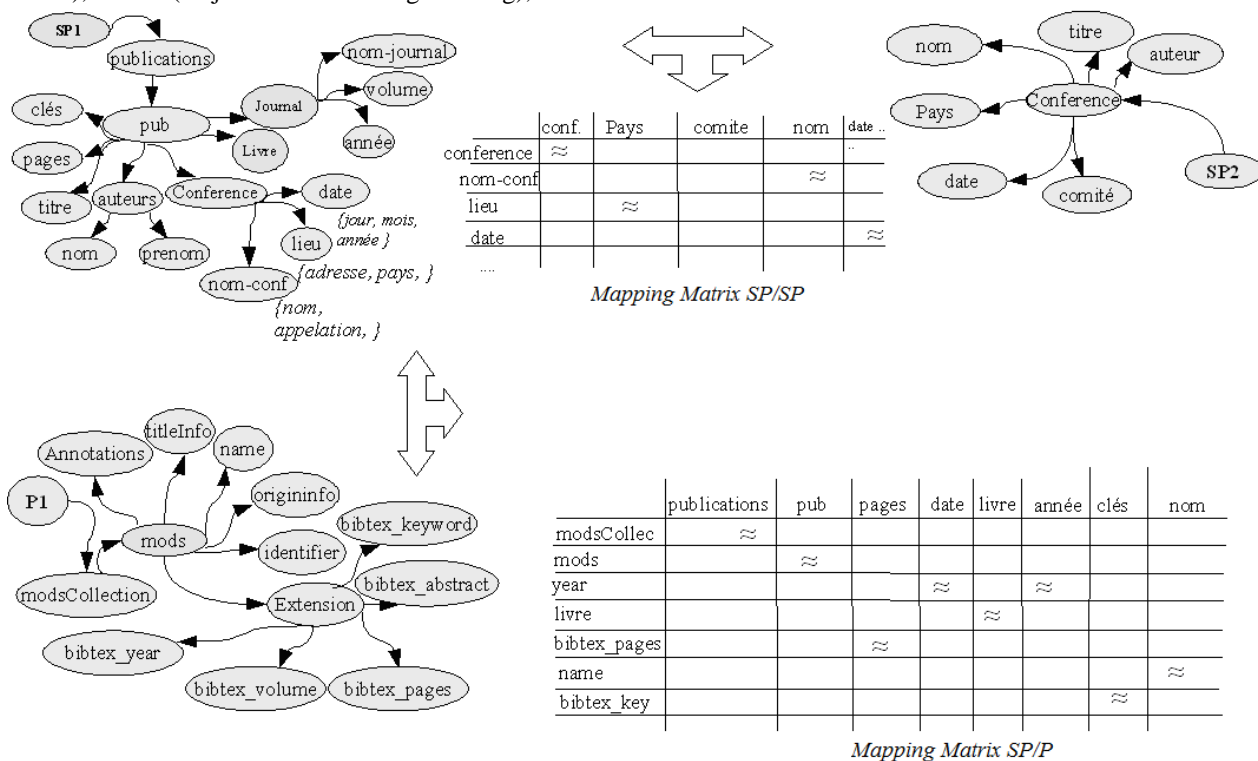 SP1
publications
clés
pub
pages
titre
auteurs
nom
prenom
Journal
Livre
nom-journal
volume
année
Conference
date
{jour, mois,
année }
lieu
{adresse, pays, }
nom-conf
{nom,
appelation, }
conf. Pays comite nom date ..
conference ≈ ..
nom-conf ≈
lieu ≈
date ≈
....
Mapping Matrix SP/SP
nom
titre
auteur
Pays
Conference
date
comité
SP2
Annotations
titleInfo
name
P1
origininfo
mods
identifier
bibtex_keyword
modsCollection
Extension
bibtex_abstract
bibtex_year
bibtex_volume
bibtex_pages
publications pub pages date livre année clés nom
modsCollec ≈
mods ≈
year ≈ ≈
livre ≈
bibtex_pages ≈
name ≈
bibtex_key ≈
Mapping Matrix SP/P